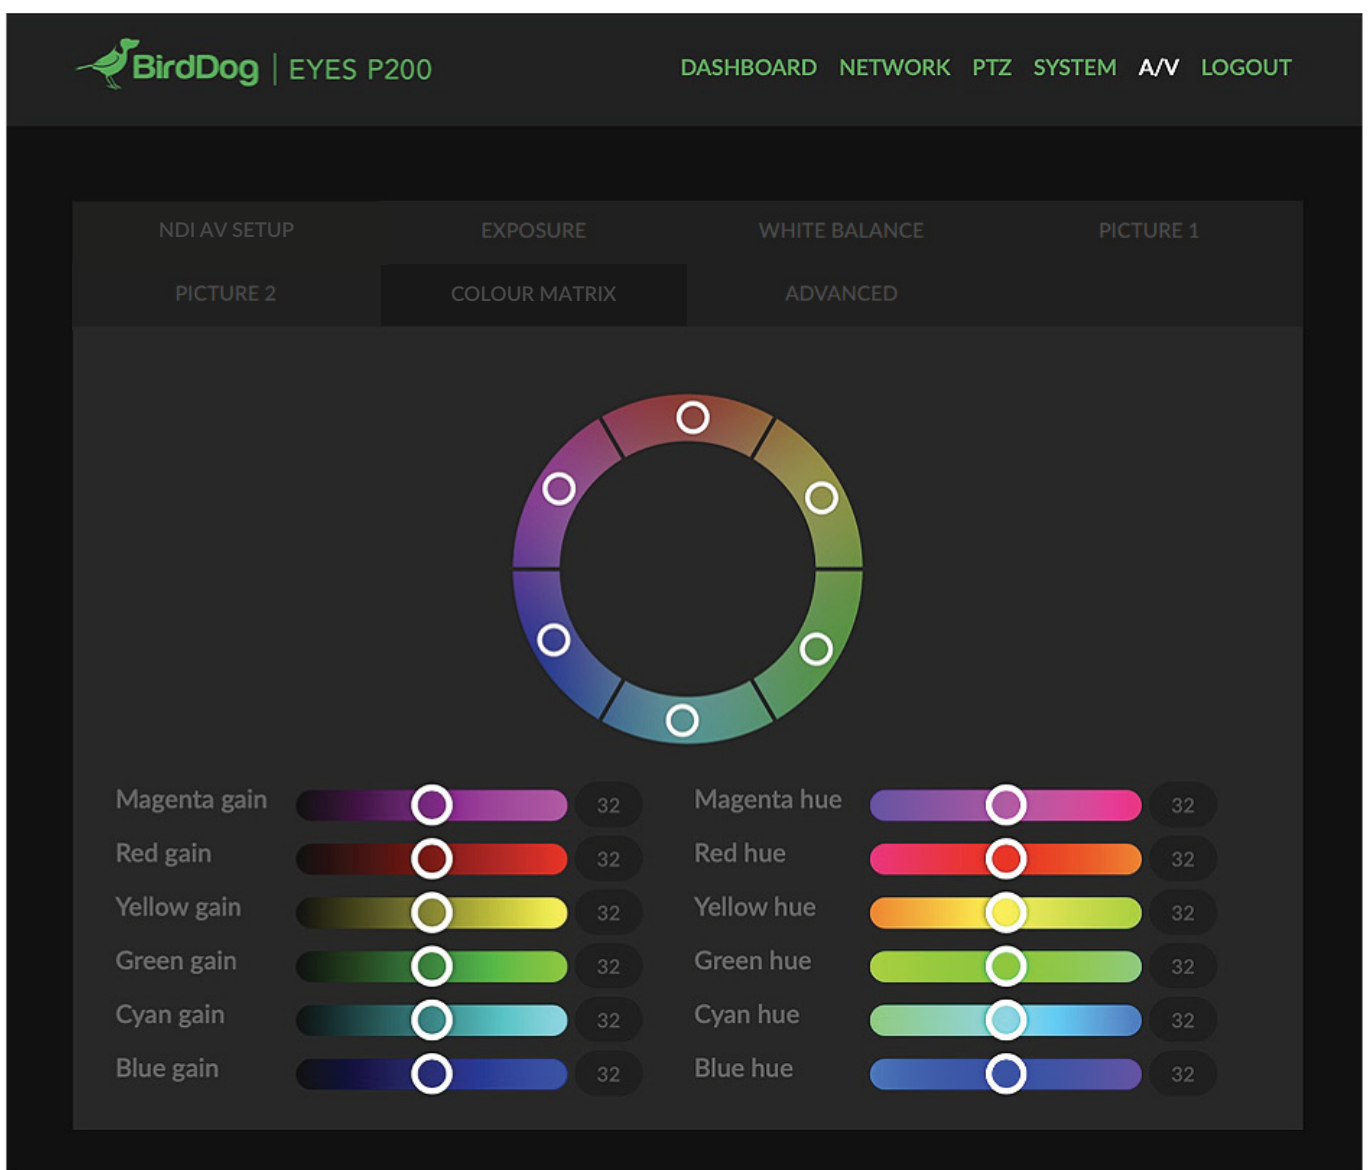 BirdDog | EYES P200 DASHBOARD NETWORK PTZ SYSTEM A/V LOGOUT
NDI AV SETUP EXPOSURE WHITE BALANCE PICTURE 1
PICTURE 2 COLOUR MATRIX ADVANCED
Magenta gain 32 Magenta hue 32
Red gain 32 Red hue 32
Yellow gain 32 Yellow hue 32
Green gain 32 Green hue 32
Cyan gain 32 Cyan hue 32
Blue gain 32 Blue hue 32